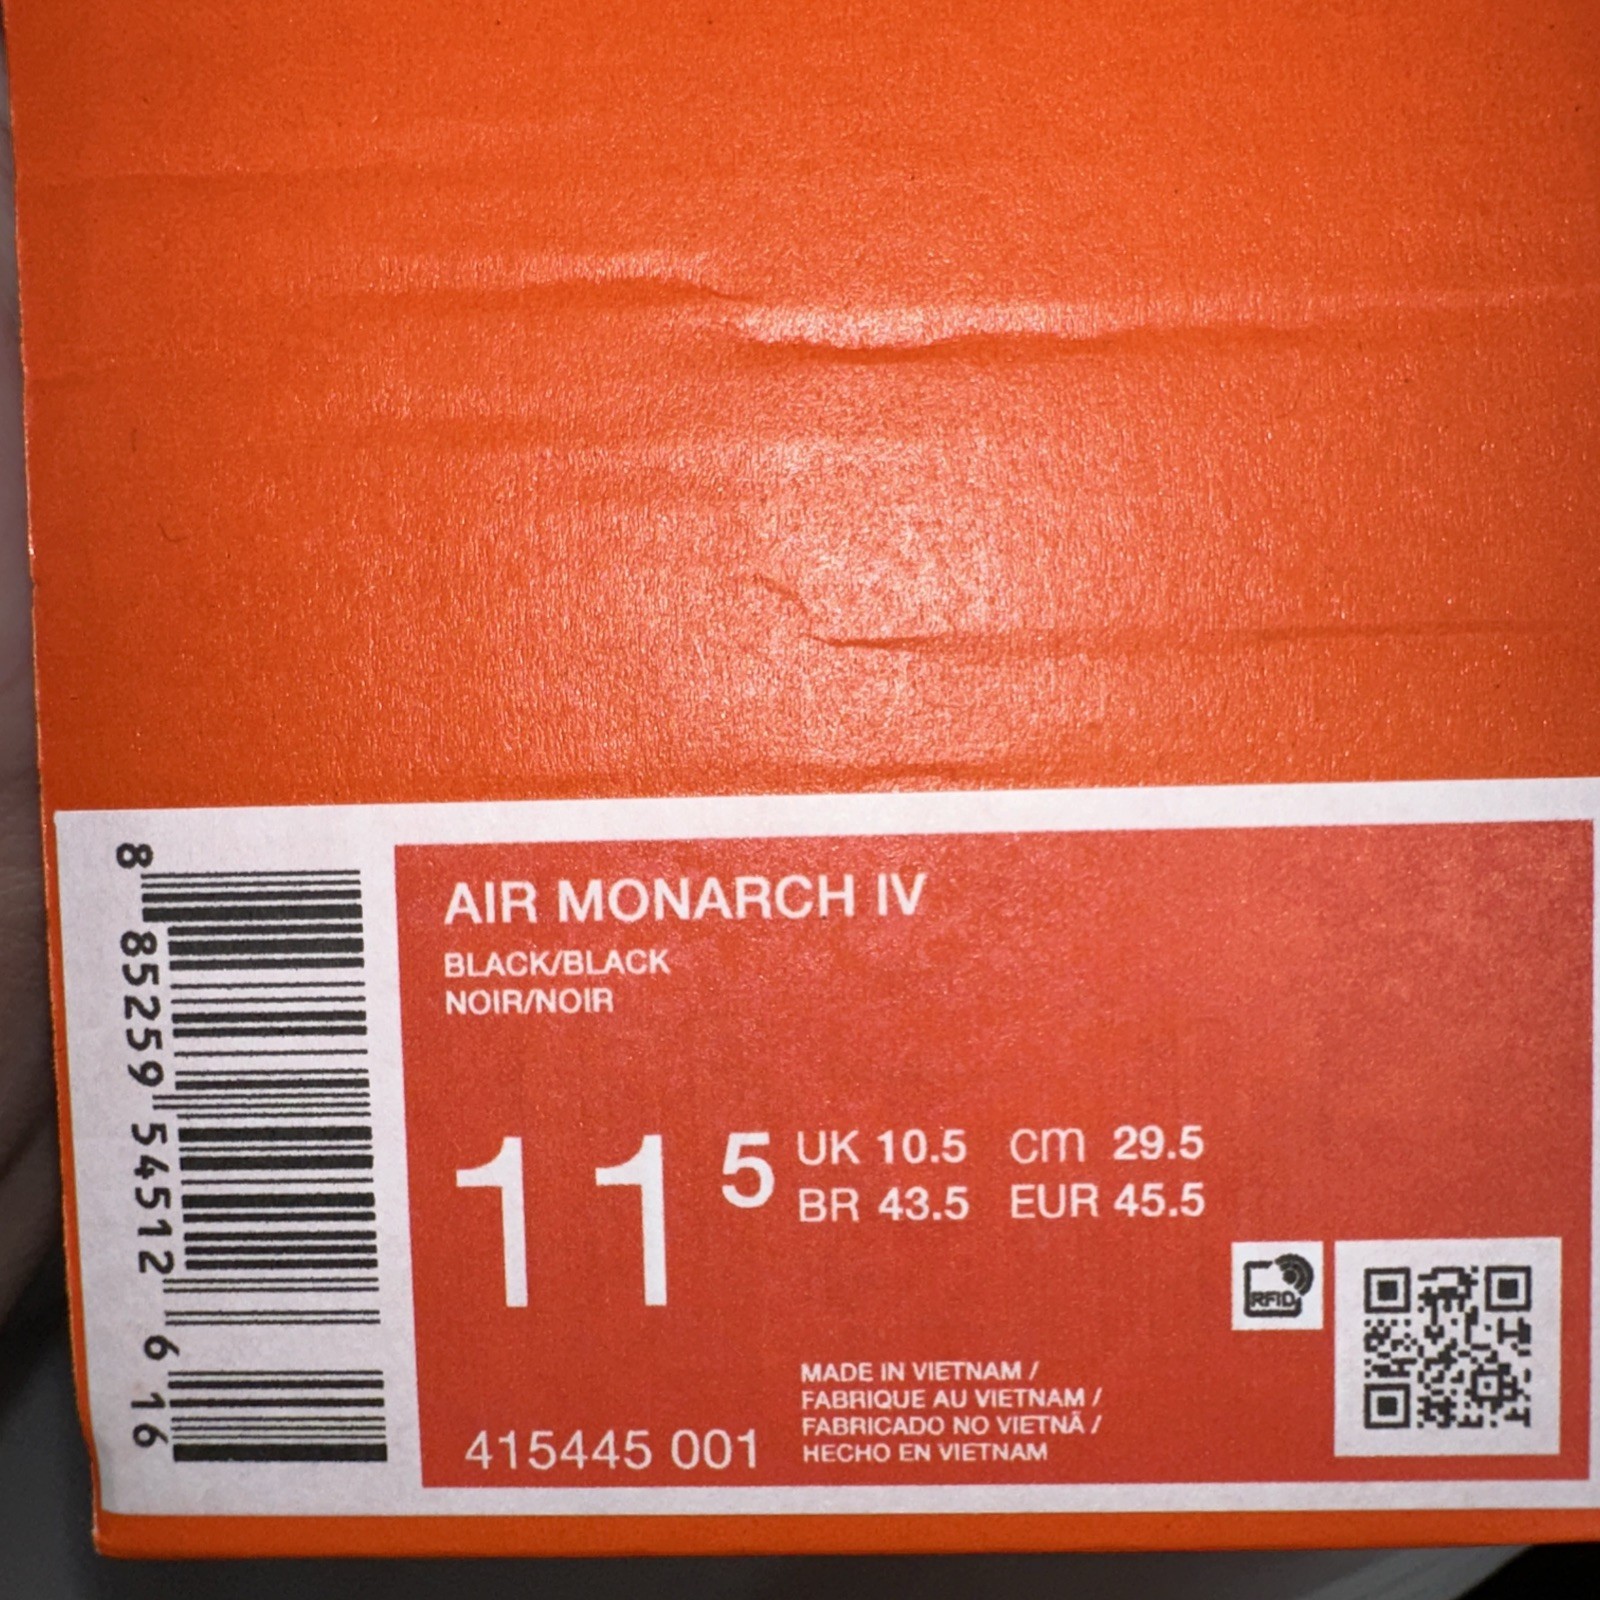 8 85259 54512 6 16
AIR MONARCH IV
BLACK/BLACK
NOIR/NOIR
11 5
UK 10.5 cm 29.5
BR 43.5 EUR 45.5
RFID
MADE IN VIETNAM /
FABRIQUE AU VIETNAM /
FABRICADO NO VIETNÃ /
HECHO EN VIETNAM
415445 001